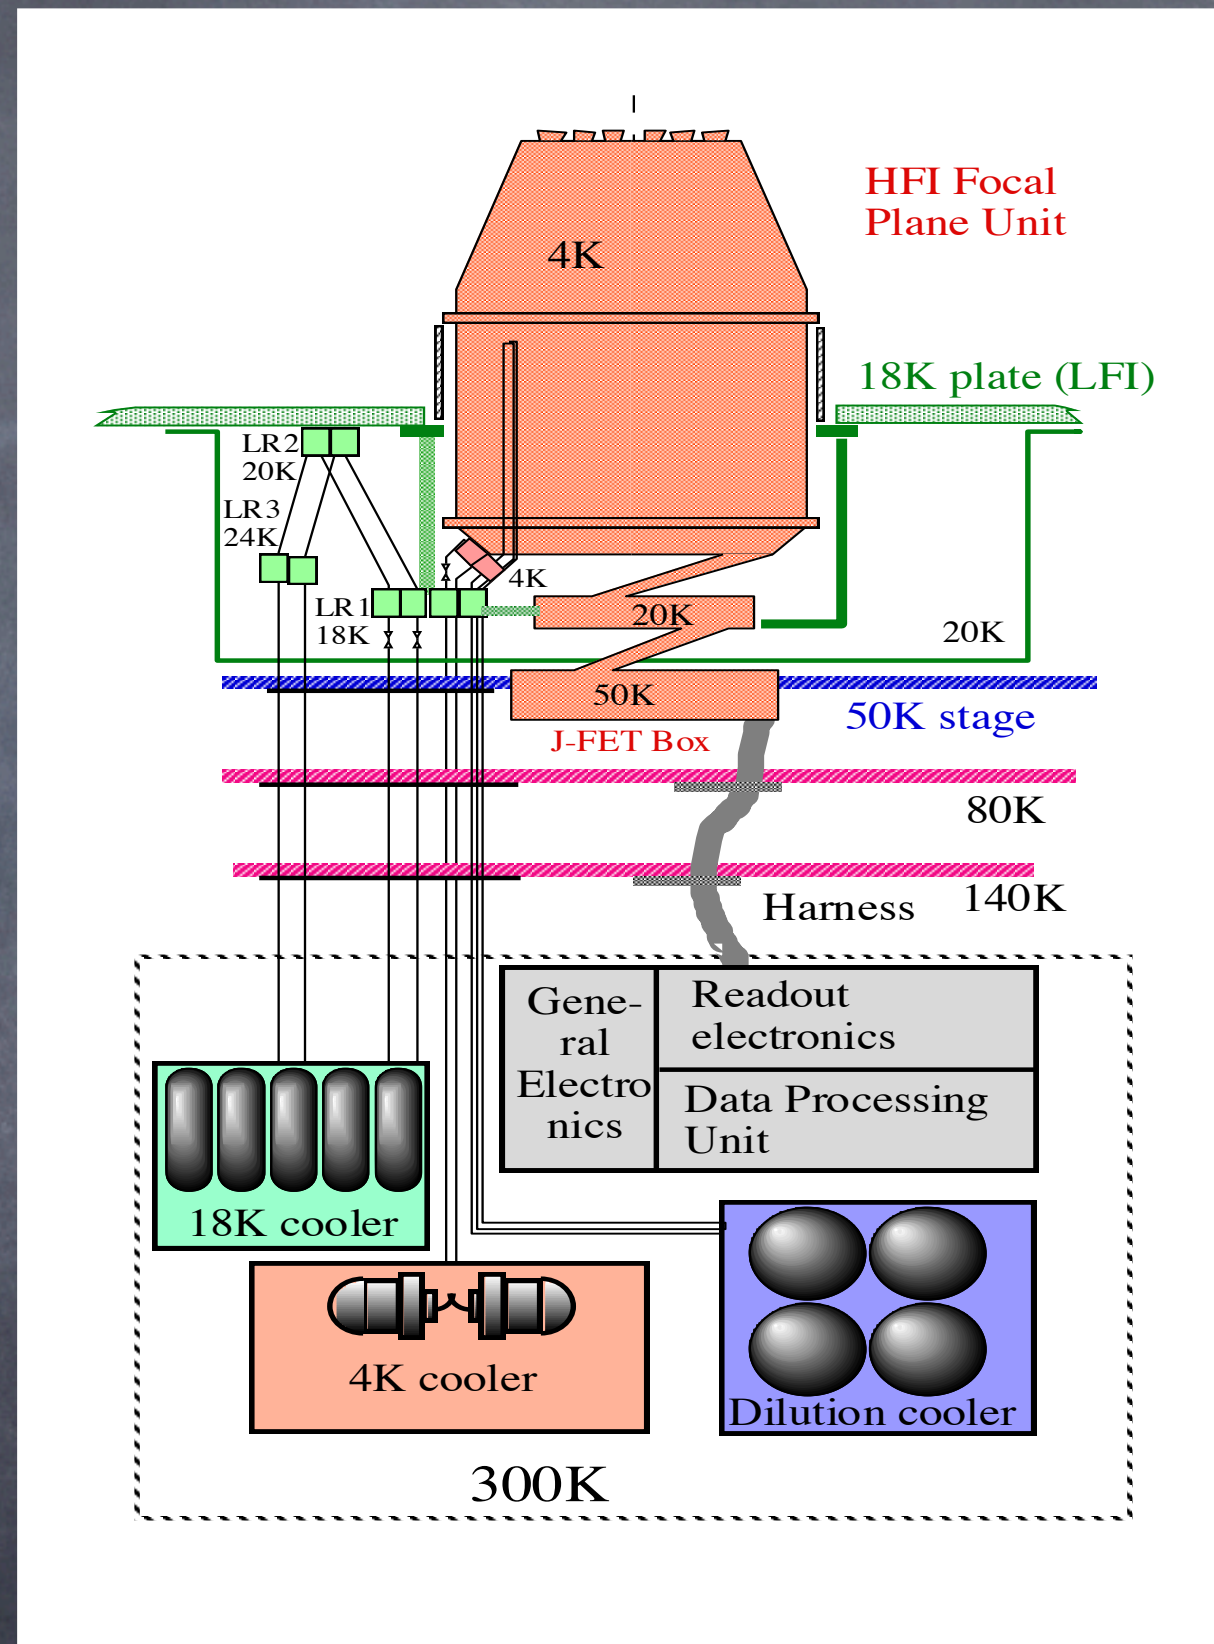 HFI Focal
Plane Unit
4K
18K plate (LFI)
LR2
20K
LR3
24K
4K
LR1
18K
20K
20K
50K
50K stage
J-FET Box
80K
140K
Harness
Gene-
ral
Electro
nics
Readout
electronics
Data Processing
Unit
18K cooler
4K cooler
Dilution cooler
300K